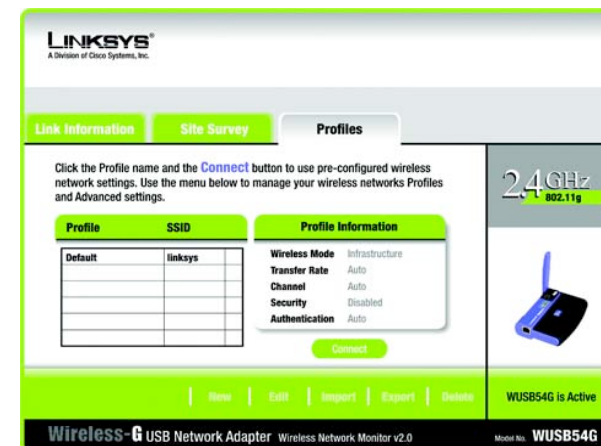 LINKSYS®
A Division of Cisco Systems, Inc.
Link Information
Site Survey
Profiles
Click the Profile name and the Connect button to use pre-configured wireless
network settings. Use the menu below to manage your wireless networks Profiles
and Advanced settings.
2.4GHz
802.11g
Profile SSID
Default linksys
Profile Information
Wireless Mode Infrastructure
Transfer Rate Auto
Channel Auto
Security Disabled
Authentication Auto
Connect
New | Edit | Import | Export | Delete
WUSB54G is Active
Wireless-G USB Network Adapter Wireless Network Monitor v2.0
Model No. WUSB54G